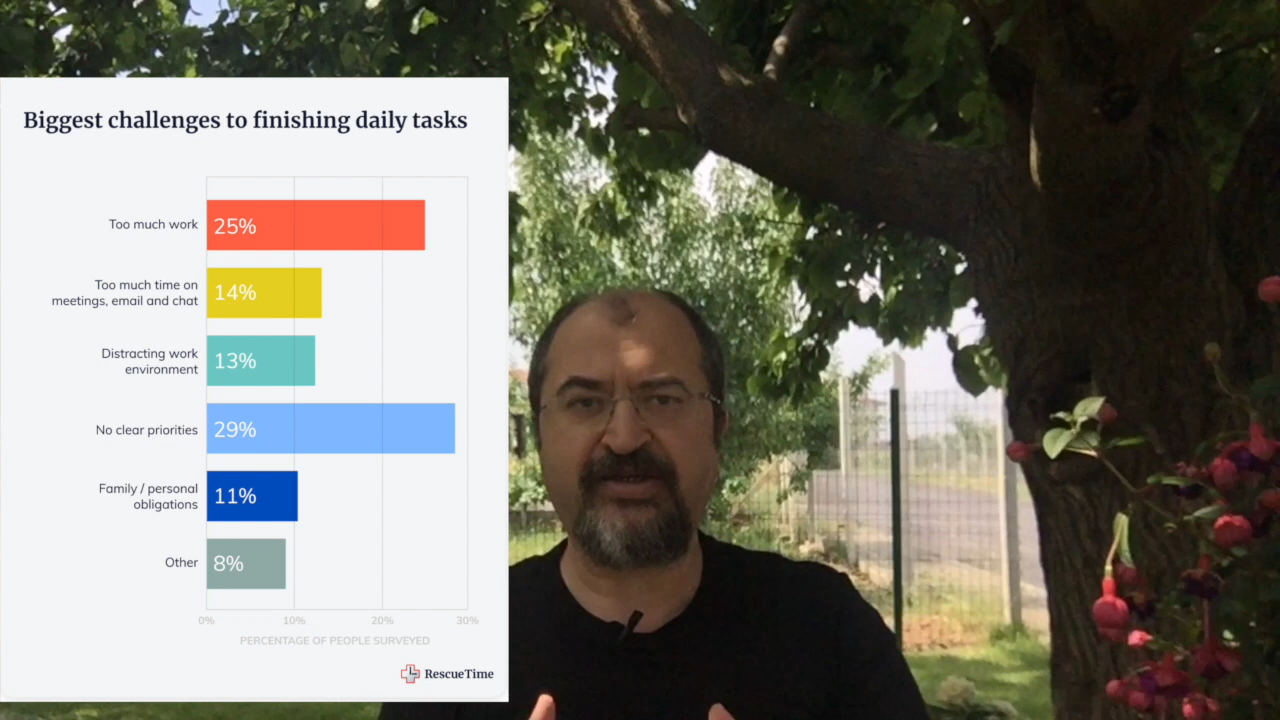 Biggest challenges to finishing daily tasks
Too much work
25%
Too much time on
meetings, email and chat
14%
Distracting work
environment
13%
No clear priorities
29%
Family / personal
obligations
11%
Other
8%
0% 10% 20% 30%
PERCENTAGE OF PEOPLE SURVEYED
RescueTime